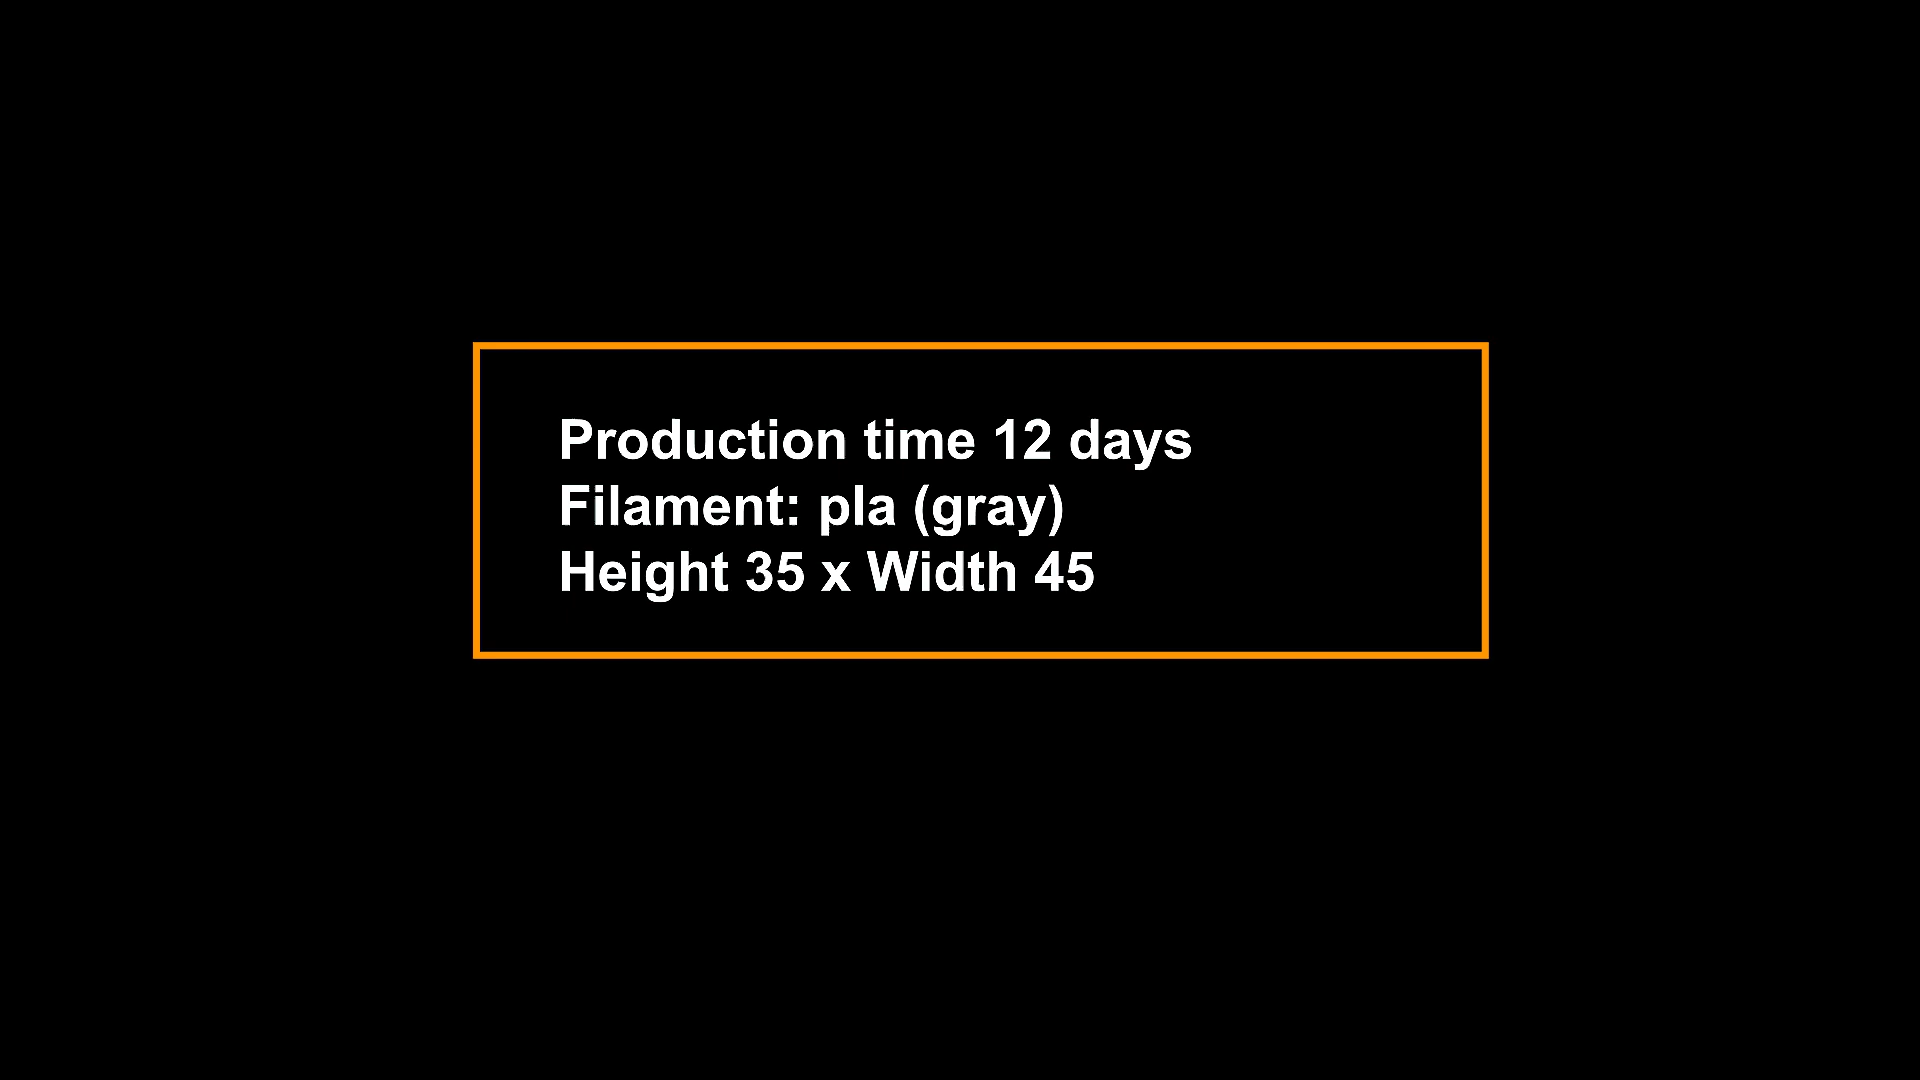 Production time 12 days
Filament: pla (gray)
Height 35 x Width 45